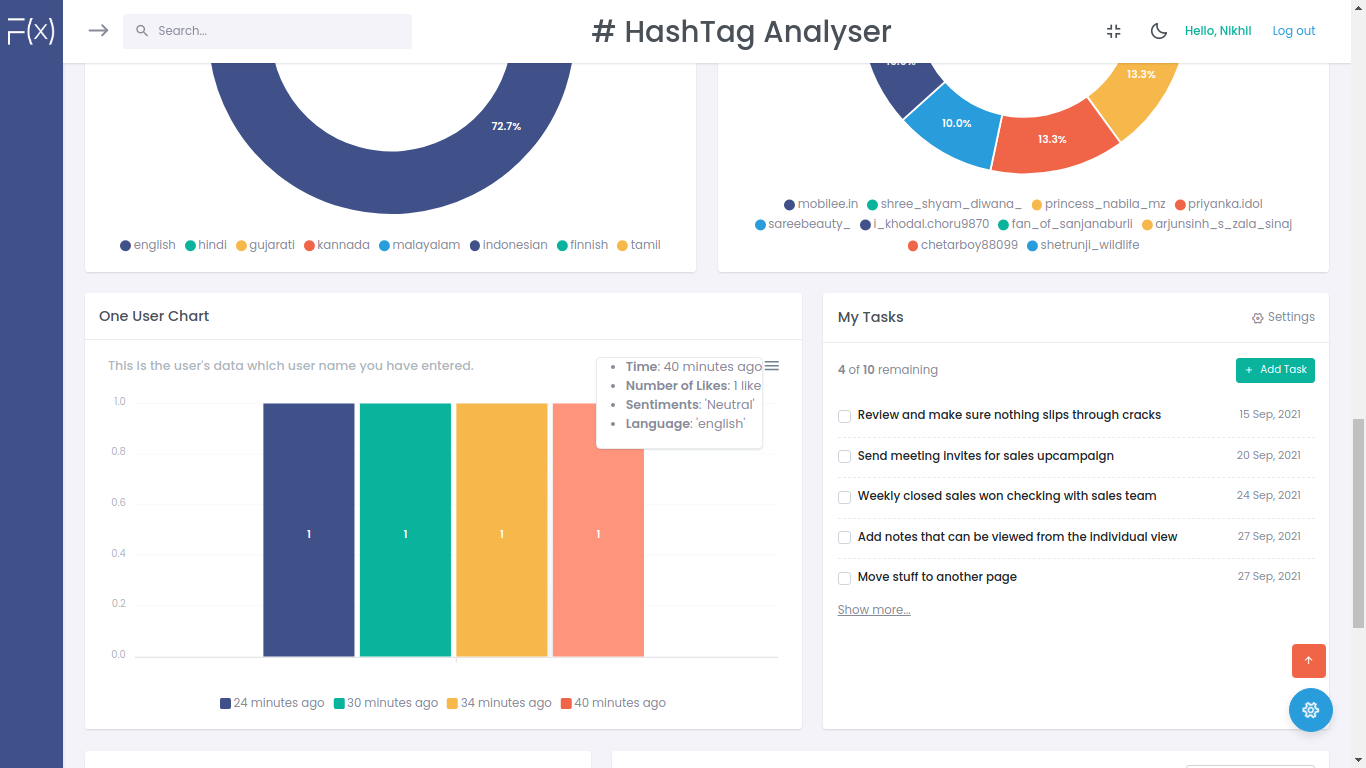 F(x)
Search...
# HashTag Analyser
Hello, Nikhil
Log out
72.7%
english hindi gujarati kannada malayalam indonesian finnish tamil
13.3%
10.0%
13.3%
mobilee.in shree_shyam_diwana_ princess_nabila_mz priyanka.idol
sareebeauty_ i_khodal.choru9870 fan_of_sanjanaburli arjunsinh_s_zala_sinaj
chetarboy88099 shetrunji_wildlife
One User Chart
This is the user's data which user name you have entered.
Time: 40 minutes ago
Number of Likes: 1 like
Sentiments: 'Neutral'
Language: 'english'
1.0
0.8
0.6
0.4
0.2
0.0
1 1 1 1
24 minutes ago 30 minutes ago 34 minutes ago 40 minutes ago
My Tasks
Settings
4 of 10 remaining
+ Add Task
Review and make sure nothing slips through cracks 15 Sep, 2021
Send meeting invites for sales upcampaign 20 Sep, 2021
Weekly closed sales won checking with sales team 24 Sep, 2021
Add notes that can be viewed from the individual view 27 Sep, 2021
Move stuff to another page 27 Sep, 2021
Show more...